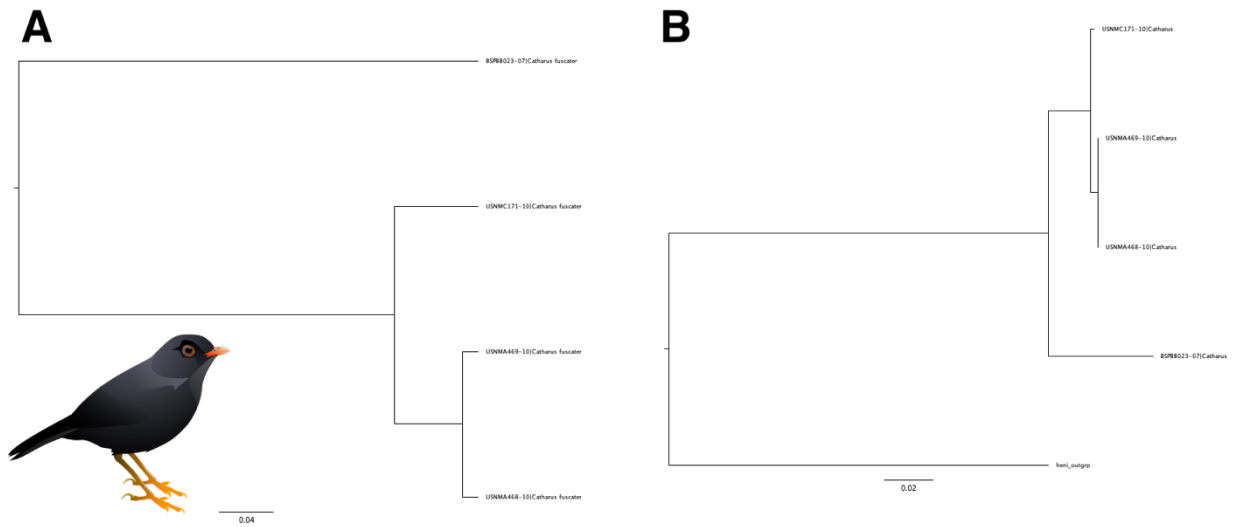 A
BSPBB023-07|Catharus fuscater
USNMC171-10|Catharus fuscater
USNMA469-10|Catharus fuscater
USNMA468-10|Catharus fuscater
0.04
B
USNMC171-10|Catharus
USNMA469-10|Catharus
USNMA468-10|Catharus
BSPBB023-07|Catharus
heni_outgrp
0.02